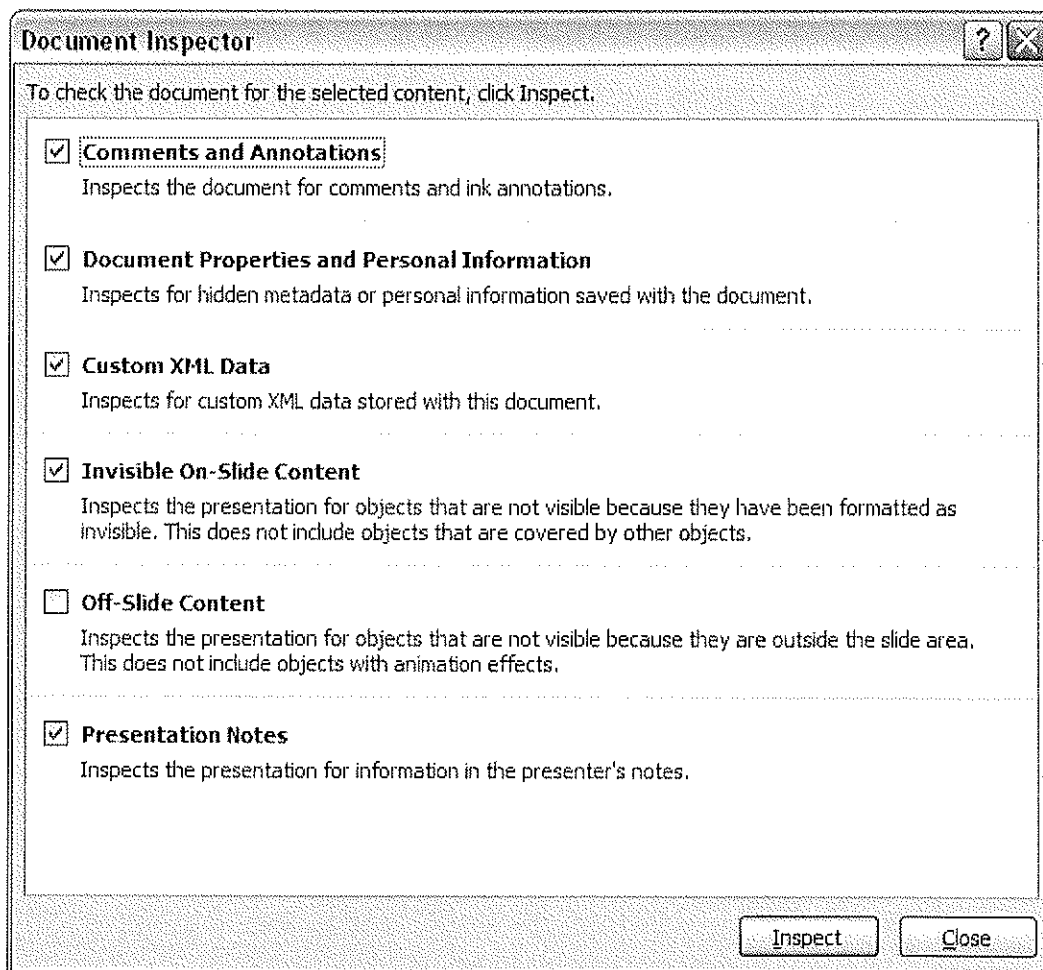 Document Inspector
?
To check the document for the selected content, click Inspect.
Comments and Annotations
Inspects the document for comments and ink annotations.
Document Properties and Personal Information
Inspects for hidden metadata or personal information saved with the document.
Custom XML Data
Inspects for custom XML data stored with this document.
Invisible On-Slide Content
Inspects the presentation for objects that are not visible because they have been formatted as
invisible. This does not include objects that are covered by other objects.
Off-Slide Content
Inspects the presentation for objects that are not visible because they are outside the slide area.
This does not include objects with animation effects.
Presentation Notes
Inspects the presentation for information in the presenter's notes.
Inspect
Close